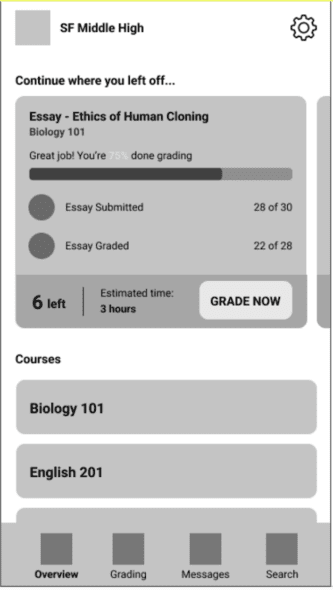 SF Middle High
Continue where you left off...
Essay - Ethics of Human Cloning
Biology 101
Great job! You're 75% done grading
Essay Submitted 28 of 30
Essay Graded 22 of 28
6 left
Estimated time:
3 hours
GRADE NOW
Courses
Biology 101
English 201
Overview Grading Messages Search